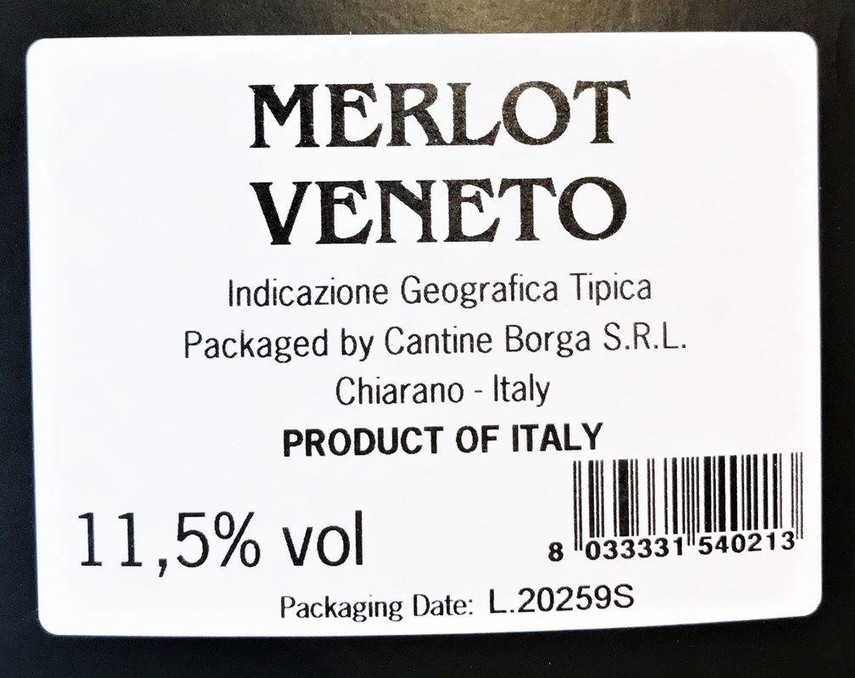 MERLOT
VENETO
Indicazione Geografica Tipica
Packaged by Cantine Borga S.R.L.
Chiarano - Italy
PRODUCT OF ITALY
11,5% vol
8 033331 540213
Packaging Date: L.20259S